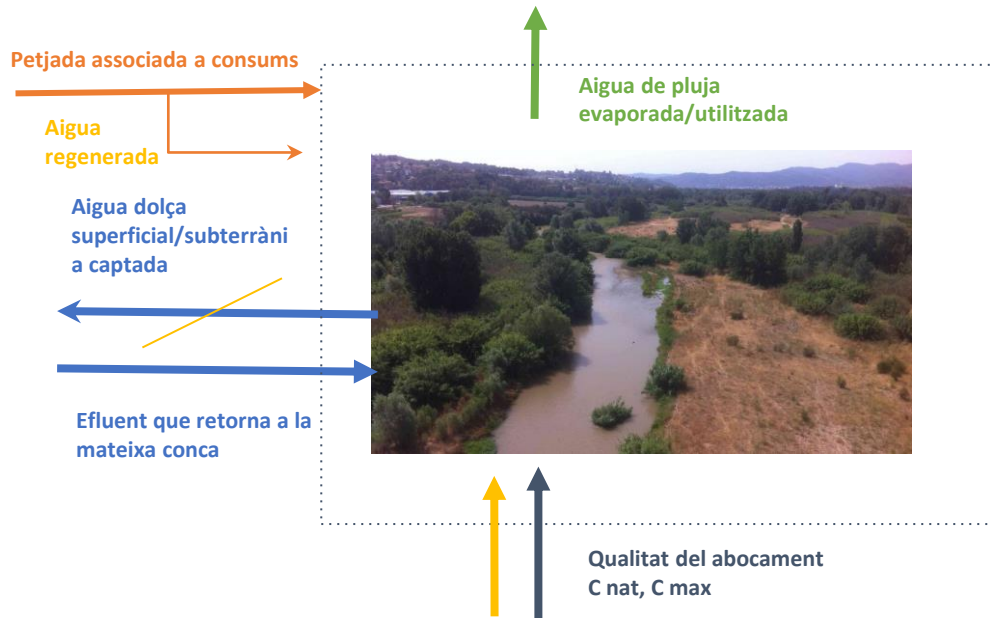 Petjada associada a consums
Aigua de pluja
evaporada/utilitzada
Aigua
regenerada
Aigua dolça
superficial/subterràni
a captada
Efluent que retorna a la
mateixa conca
Qualitat del abocament
C nat, C max